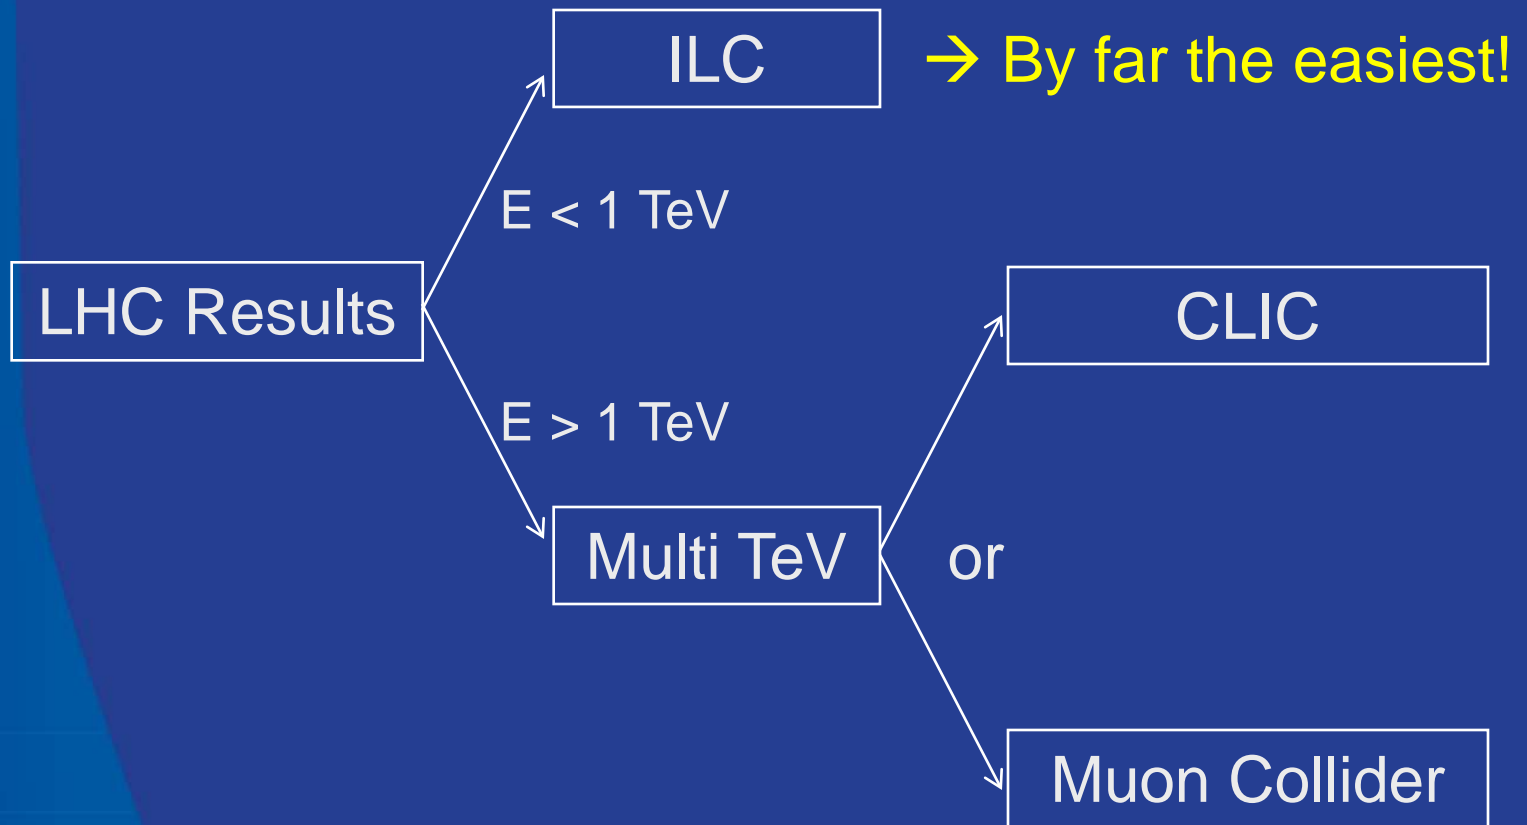 ILC → By far the easiest!
E < 1 TeV
LHC Results
CLIC
E > 1 TeV
Multi TeV or
Muon Collider